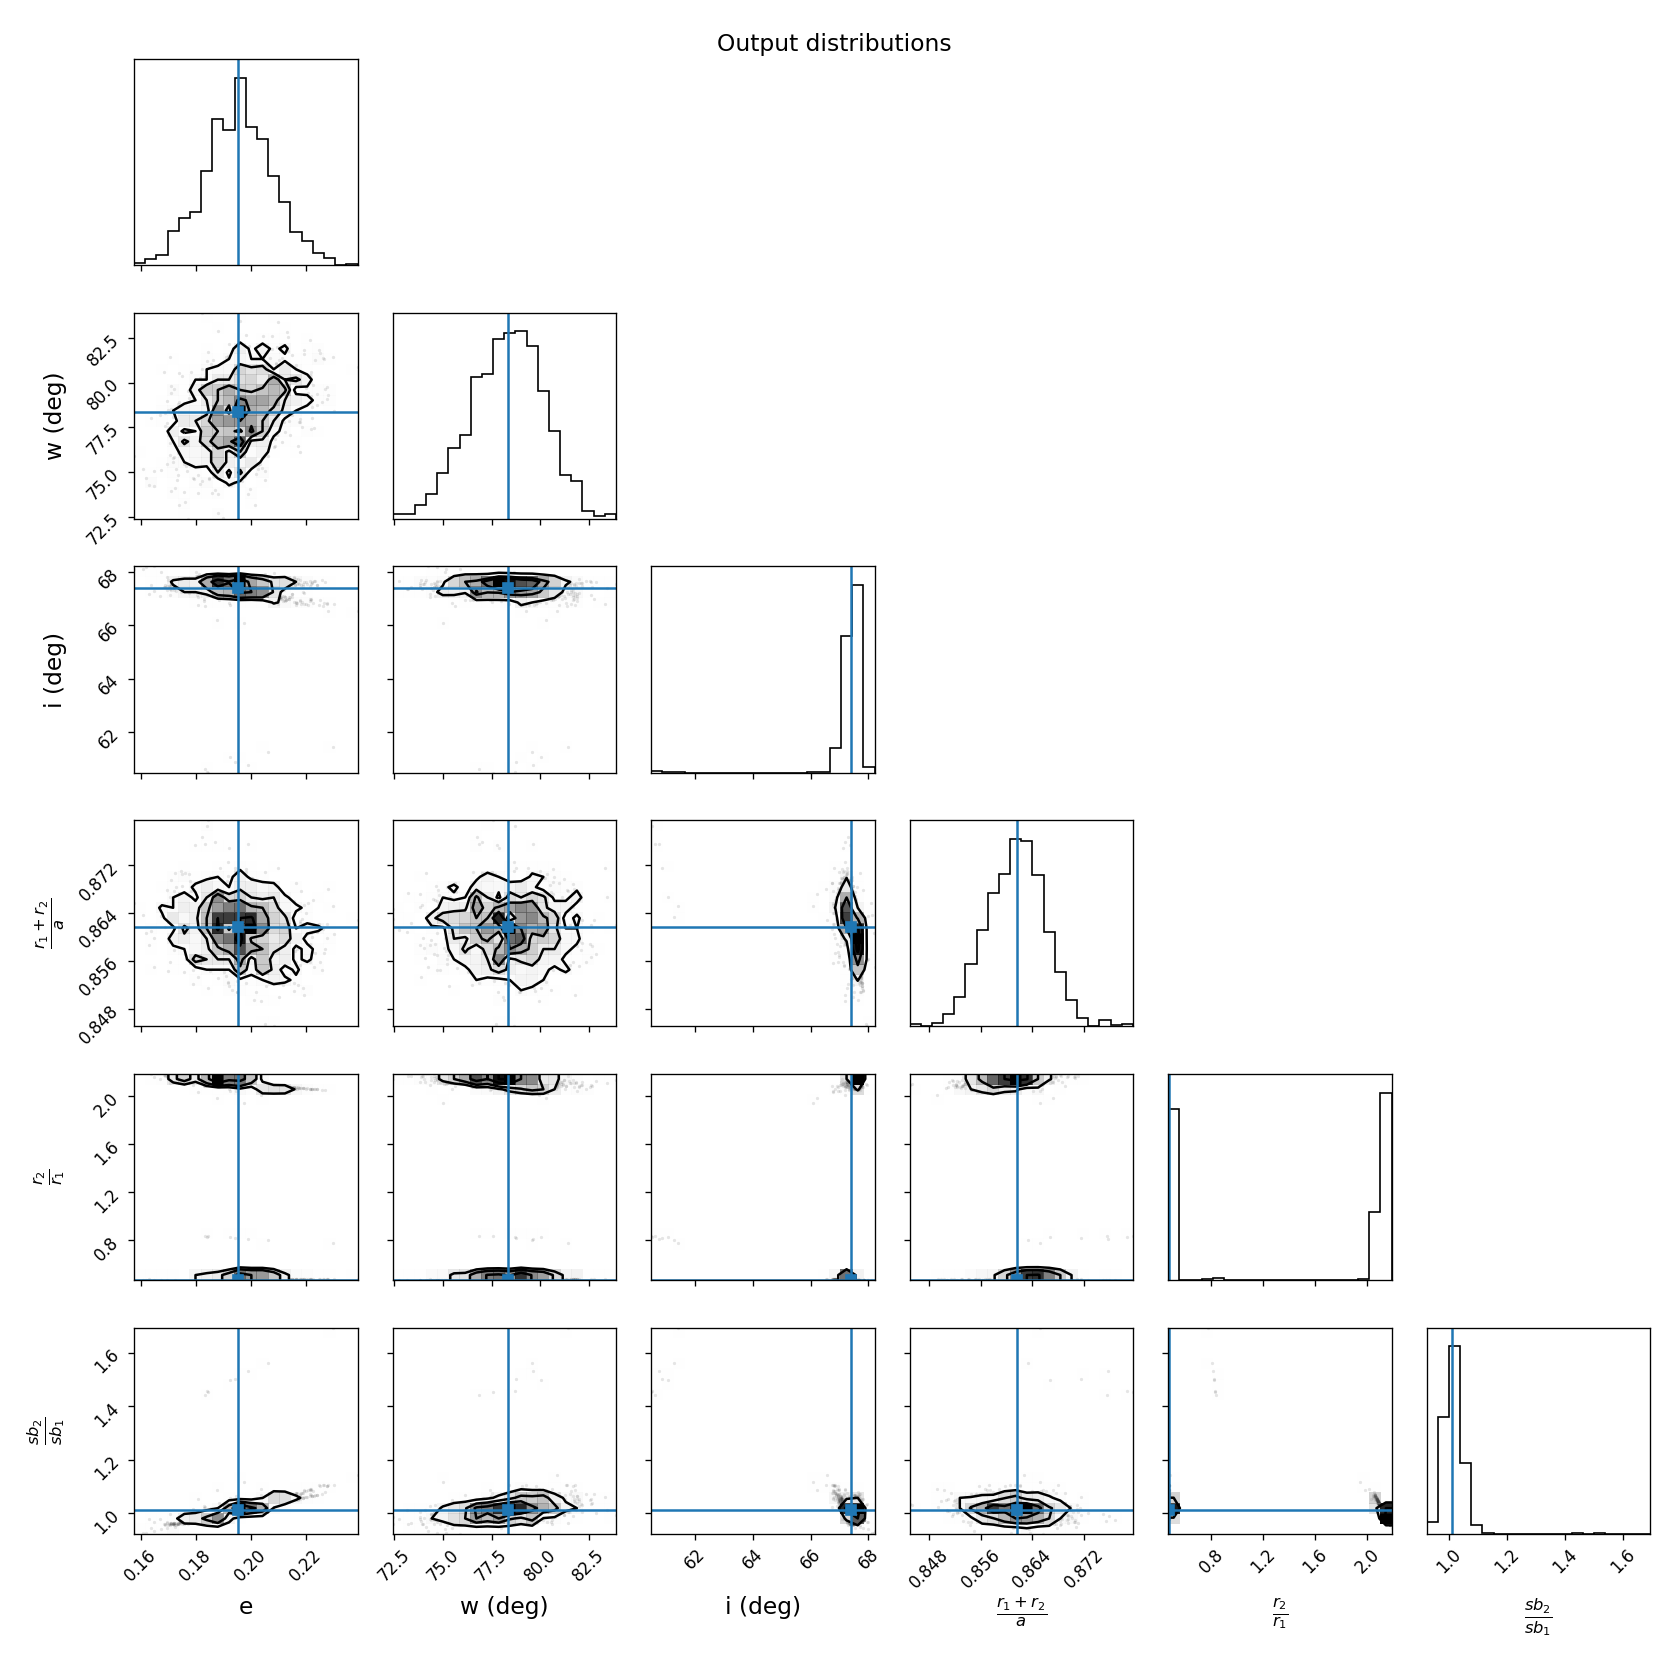 Output distributions
82.5
80.0
77.5
75.0
72.5
w (deg)
68
66
64
62
i (deg)
0.872
0.864
0.856
0.848
r₁ + r₂
a
2.0
1.6
1.2
0.8
r₂
r₁
1.6
1.4
1.2
1.0
sb₂
sb₁
0.16 0.18 0.20 0.22
72.5 75.0 77.5 80.0 82.5
62 64 66 68
0.848 0.856 0.864 0.872
0.8 1.2 1.6 2.0
1.0 1.2 1.4 1.6
e
w (deg)
i (deg)
r₁ + r₂
a
r₂
r₁
sb₂
sb₁